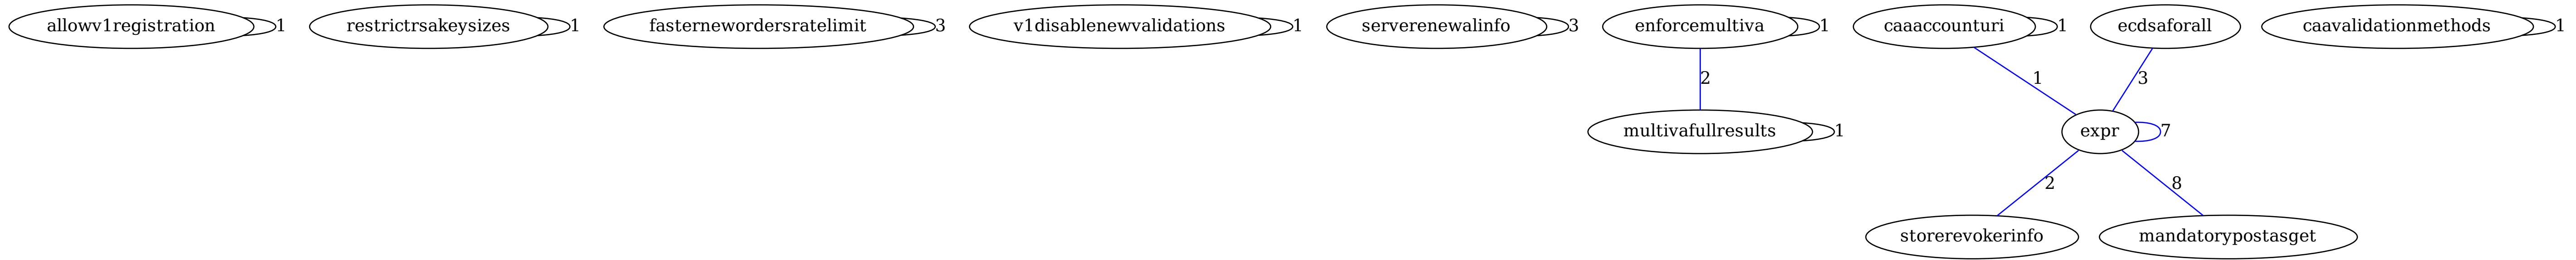 allowv1registration 1 restrictrsakeysizes 1 fasternewordersratelimit 3 v1disablenewvalidations 1 serverenewalinfo 3 enforcemultiva 1 caaaccounturi 1 ecdsaforall caavalidationmethods 1
2 1 3
multivafullresults 1 expr 7
2 8
storerevokerinfo mandatorypostasget